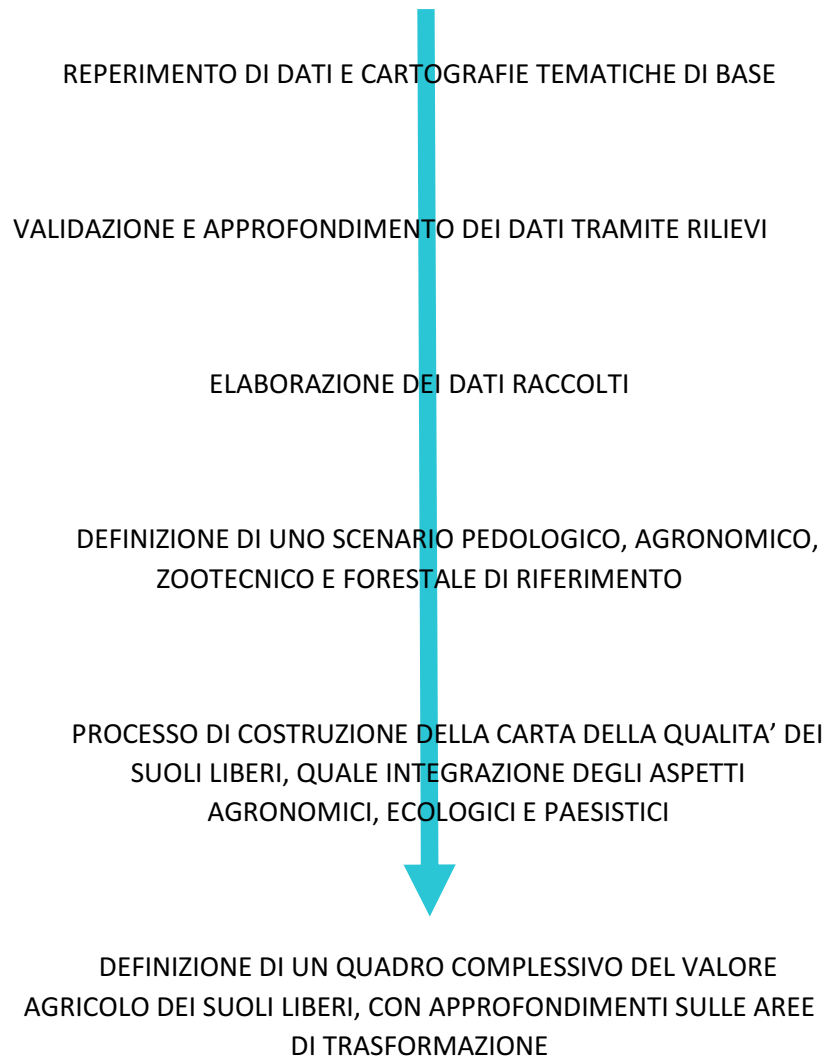 REPERIMENTO DI DATI E CARTOGRAFIE TEMATICHE DI BASE
VALIDAZIONE E APPROFONDIMENTO DEI DATI TRAMITE RILIEVI
ELABORAZIONE DEI DATI RACCOLTI
DEFINIZIONE DI UNO SCENARIO PEDOLOGICO, AGRONOMICO,
ZOOTECNICO E FORESTALE DI RIFERIMENTO
PROCESSO DI COSTRUZIONE DELLA CARTA DELLA QUALITA’ DEI
SUOLI LIBERI, QUALE INTEGRAZIONE DEGLI ASPETTI
AGRONOMICI, ECOLOGICI E PAESISTICI
DEFINIZIONE DI UN QUADRO COMPLESSIVO DEL VALORE
AGRICOLO DEI SUOLI LIBERI, CON APPROFONDIMENTI SULLE AREE
DI TRASFORMAZIONE